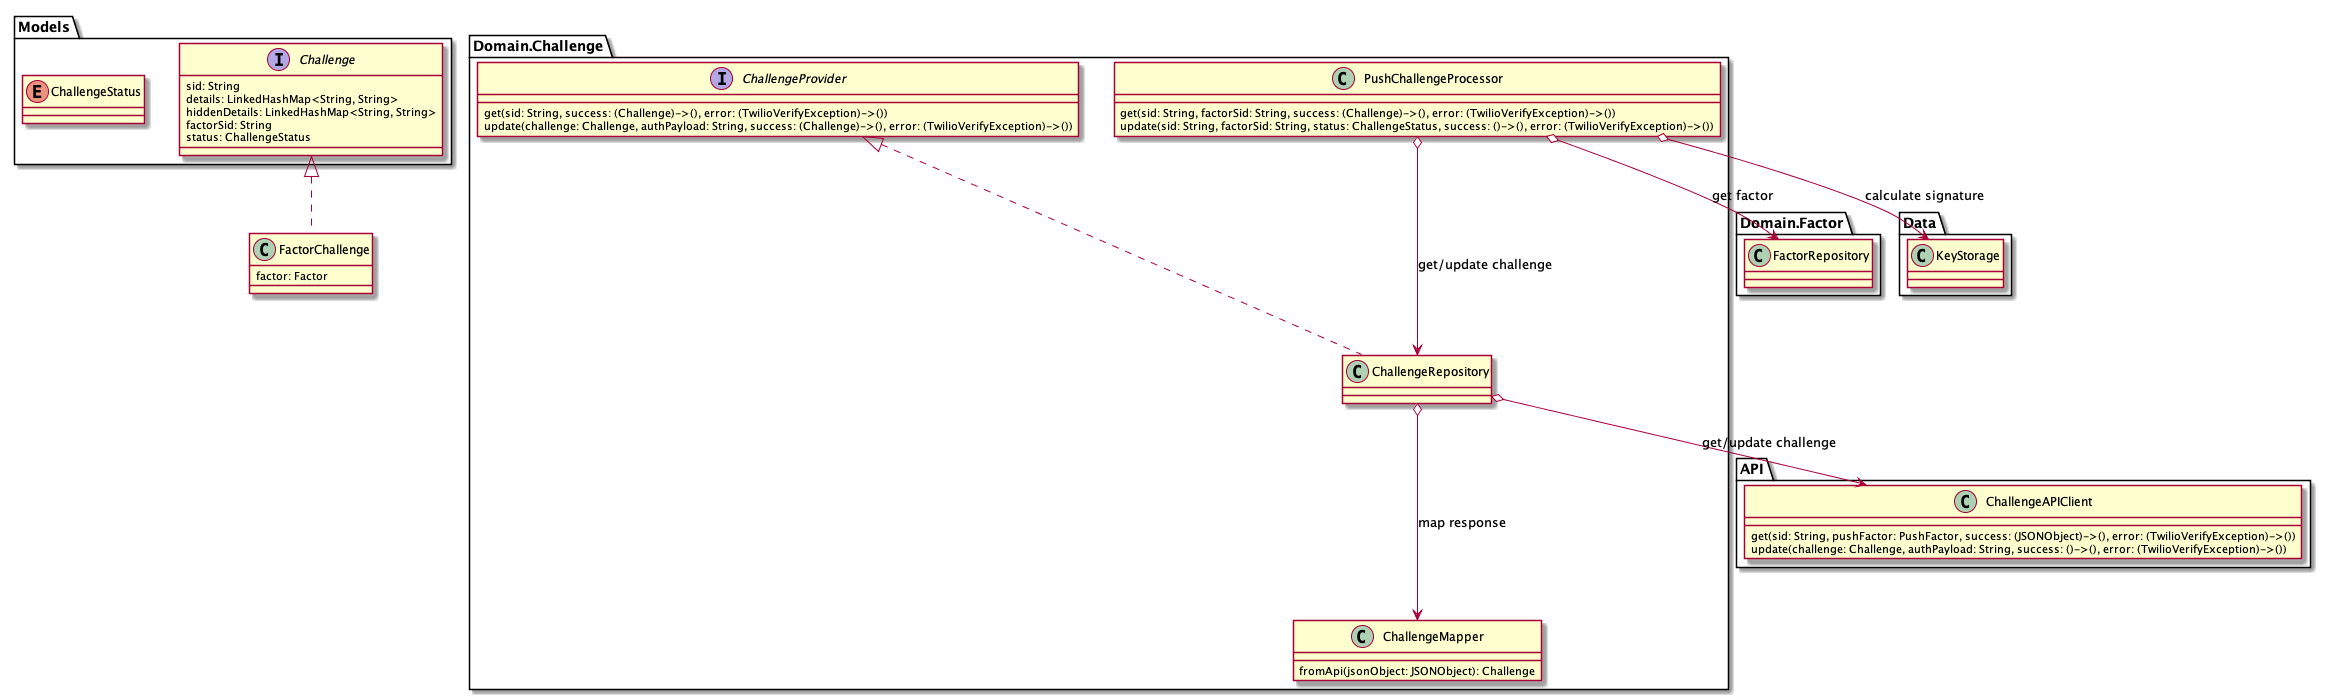 Models
E ChallengeStatus
I Challenge
sid: String
details: LinkedHashMap<String, String>
hiddenDetails: LinkedHashMap<String, String>
factorSid: String
status: ChallengeStatus
C FactorChallenge
factor: Factor
Domain.Challenge
I ChallengeProvider
get(sid: String, success: (Challenge)->(), error: (TwilioVerifyException)->())
update(challenge: Challenge, authPayload: String, success: (Challenge)->(), error: (TwilioVerifyException)->())
C PushChallengeProcessor
get(sid: String, factorSid: String, success: (Challenge)->(), error: (TwilioVerifyException)->())
update(sid: String, factorSid: String, status: ChallengeStatus, success: ()->(), error: (TwilioVerifyException)->())
get factor
calculate signature
Domain.Factor
C FactorRepository
Data
C KeyStorage
get/update challenge
C ChallengeRepository
get/update challenge
API
C ChallengeAPIClient
get(sid: String, pushFactor: PushFactor, success: (JSONObject)->(), error: (TwilioVerifyException)->())
update(challenge: Challenge, authPayload: String, success: ()->(), error: (TwilioVerifyException)->())
map response
C ChallengeMapper
fromApi(jsonObject: JSONObject): Challenge